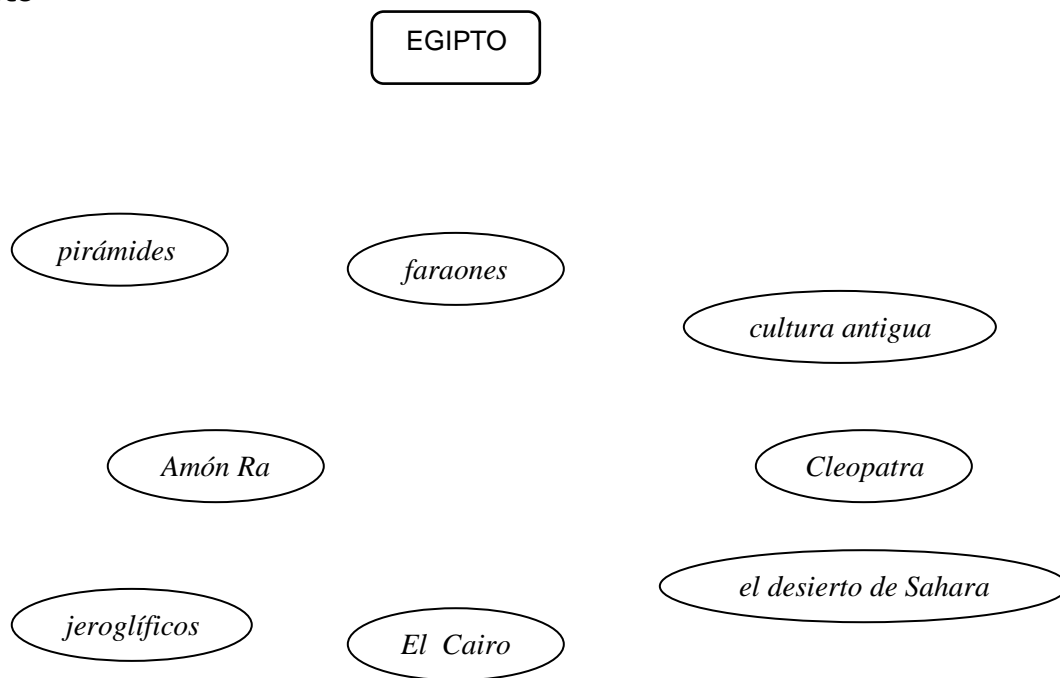 EGIPTO
pirámides
faraones
cultura antigua
Amón Ra
Cleopatra
el desierto de Sahara
jeroglíficos
El Cairo